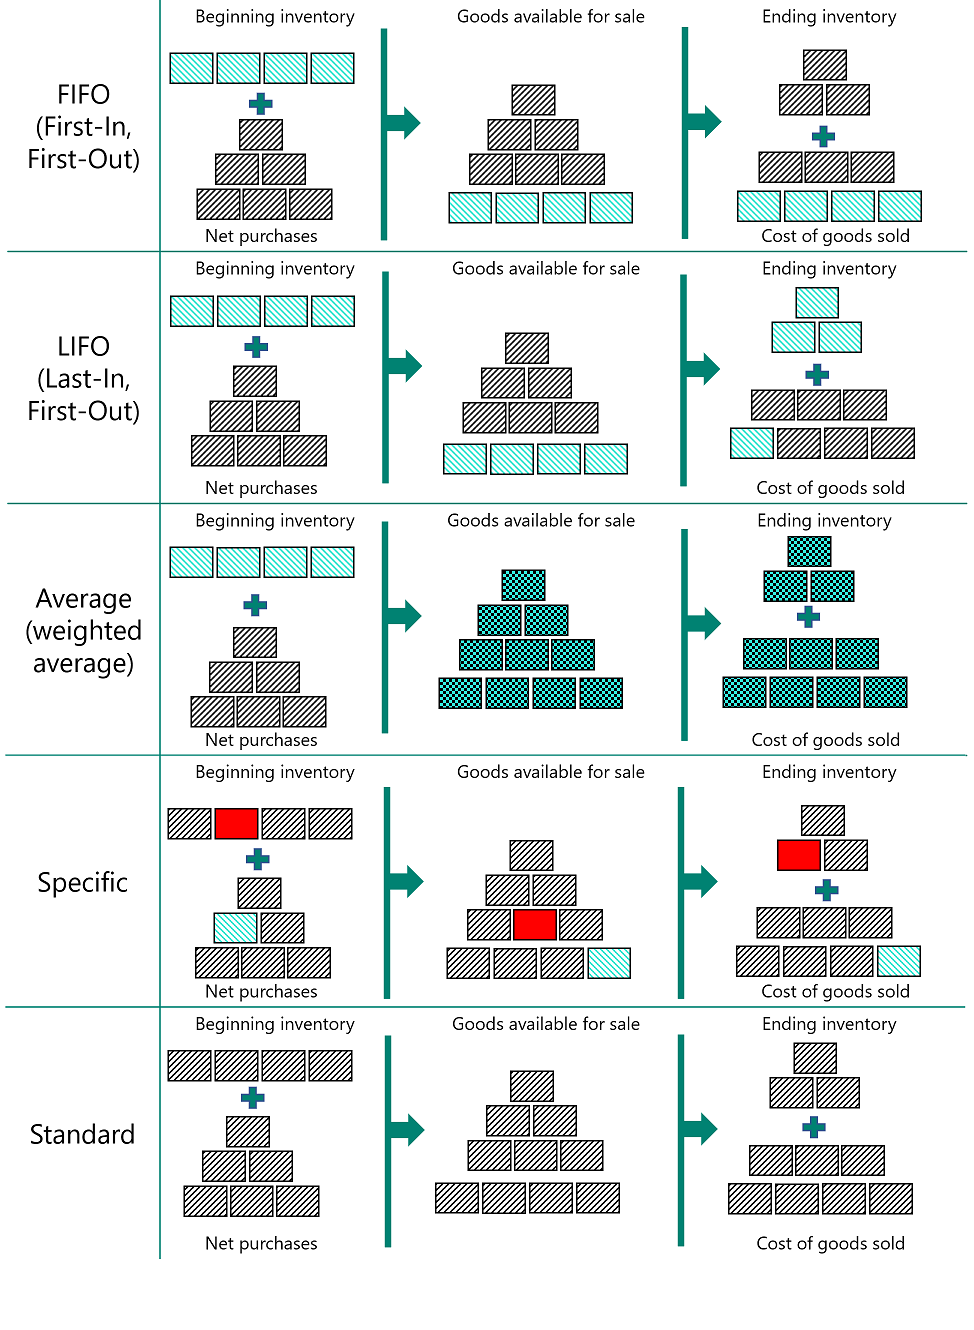 Beginning inventory
Goods available for sale
Ending inventory
FIFO
(First-In,
First-Out)
Net purchases
Cost of goods sold
Beginning inventory
Goods available for sale
Ending inventory
LIFO
(Last-In,
First-Out)
Net purchases
Cost of goods sold
Beginning inventory
Goods available for sale
Ending inventory
Average
(weighted
average)
Net purchases
Cost of goods sold
Beginning inventory
Goods available for sale
Ending inventory
Specific
Net purchases
Cost of goods sold
Beginning inventory
Goods available for sale
Ending inventory
Standard
Net purchases
Cost of goods sold